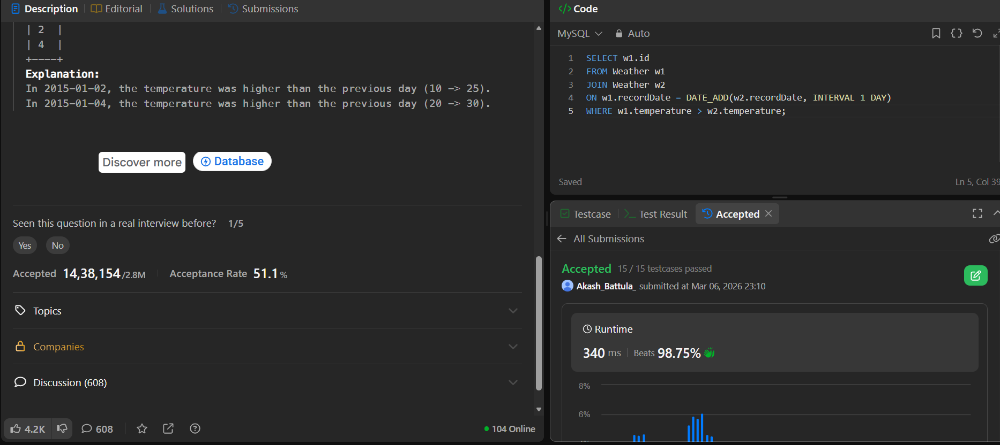 Description
Editorial
Solutions
Submissions
| 2 |
| 4 |
+----+
Explanation:
In 2015-01-02, the temperature was higher than the previous day (10 -> 25).
In 2015-01-04, the temperature was higher than the previous day (20 -> 30).
Discover more
Database
Seen this question in a real interview before? 1/5
Yes
No
Accepted 14,38,154/2.8M
Acceptance Rate 51.1 %
Topics
Companies
Discussion (608)
4.2K
608
104 Online
</> Code
MySQL
Auto
1 SELECT w1.id
2 FROM Weather w1
3 JOIN Weather w2
4 ON w1.recordDate = DATE_ADD(w2.recordDate, INTERVAL 1 DAY)
5 WHERE w1.temperature > w2.temperature;
Saved
Ln 5, Col 39
Testcase
Test Result
Accepted
All Submissions
Accepted 15 / 15 testcases passed
Akash_Battula_ submitted at Mar 06, 2026 23:10
Runtime
340 ms
Beats 98.75%
8%
6%